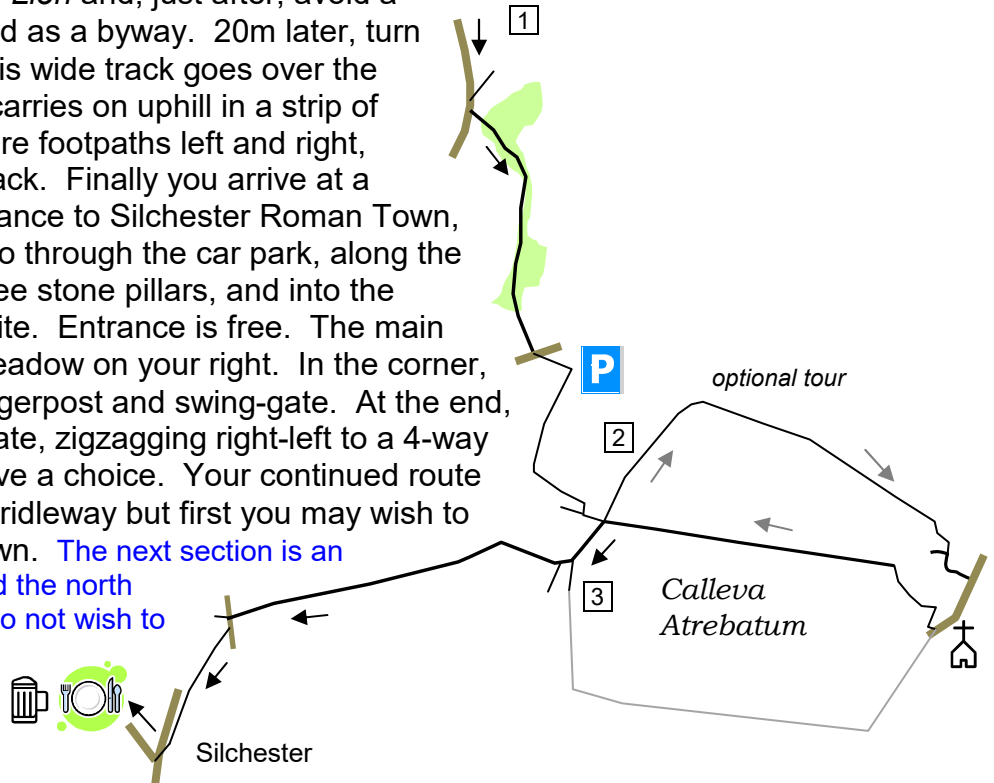 Lion and, just after, avoid a
d as a byway. 20m later, turn
is wide track goes over the
carries on uphill in a strip of
re footpaths left and right,
ack. Finally you arrive at a
ance to Silchester Roman Town,
o through the car park, along the
ee stone pillars, and into the
ite. Entrance is free. The main
eadow on your right. In the corner,
gerpost and swing-gate. At the end,
ate, zigzagging right-left to a 4-way
ve a choice. Your continued route
ridleway but first you may wish to
wn. The next section is an
d the north
o not wish to
1
P
optional tour
2
3
Calleva
Atrebatum
Silchester